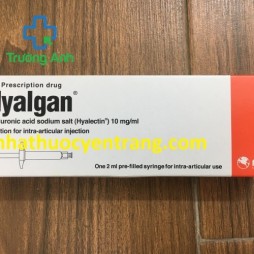 Trường Anh
Prescription drug
yalgan®
uronic acid sodium salt (Hyalectin®) 10 mg/ml
tion for intra-articular injection
nhathuocyentrang.com
One 2 ml pre-filled syringe for intra-articular use